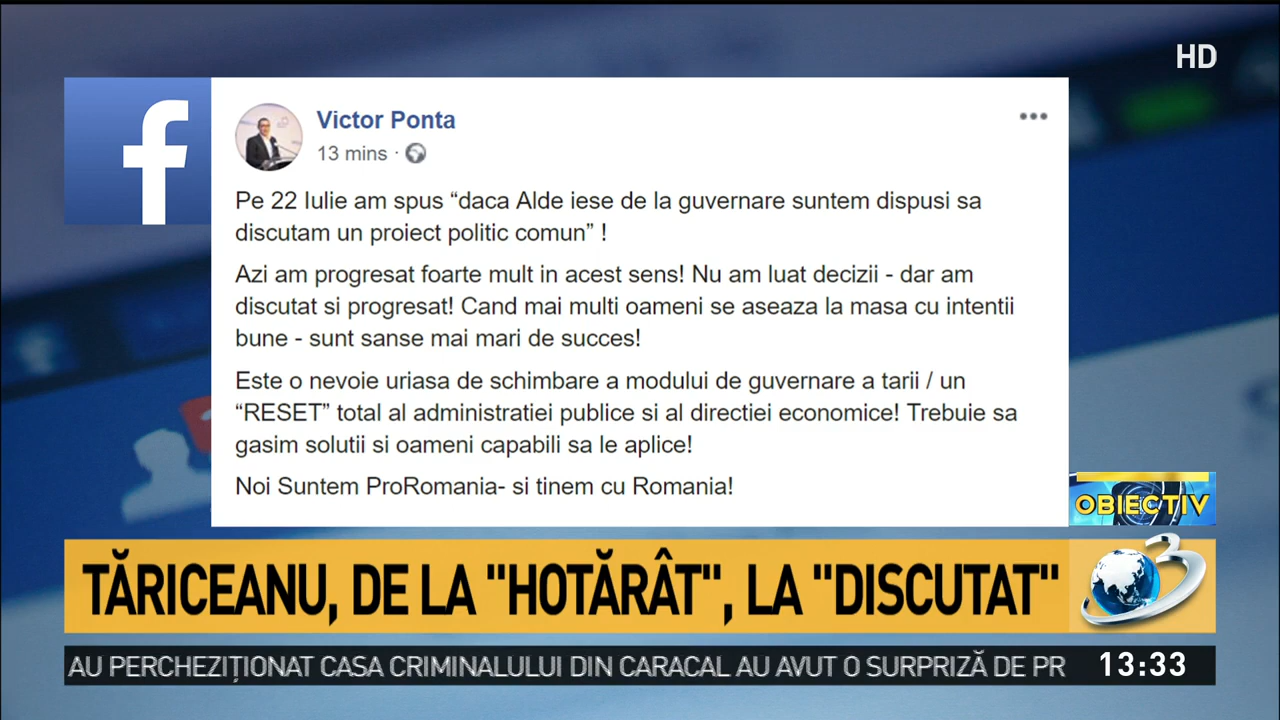 HD
Victor Ponta
13 mins ·
Pe 22 Iulie am spus “daca Alde iese de la guvernare suntem dispusi sa
discutam un proiect politic comun” !
Azi am progresat foarte mult in acest sens! Nu am luat decizii - dar am
discutat si progresat! Cand mai multi oameni se aseaza la masa cu intentii
bune - sunt sanse mai mari de succes!
Este o nevoie uriasa de schimbare a modului de guvernare a tarii / un
“RESET” total al administratiei publice si al directiei economice! Trebuie sa
gasim solutii si oameni capabili sa le aplice!
Noi Suntem ProRomania- si tinem cu Romania!
OBIECTIV
TĂRICEANU, DE LA "HOTĂRÂT", LA "DISCUTAT"
3
AU PERCHEZIȚIONAT CASA CRIMINALULUI DIN CARACAL AU AVUT O SURPRIZĂ DE PR
13:33